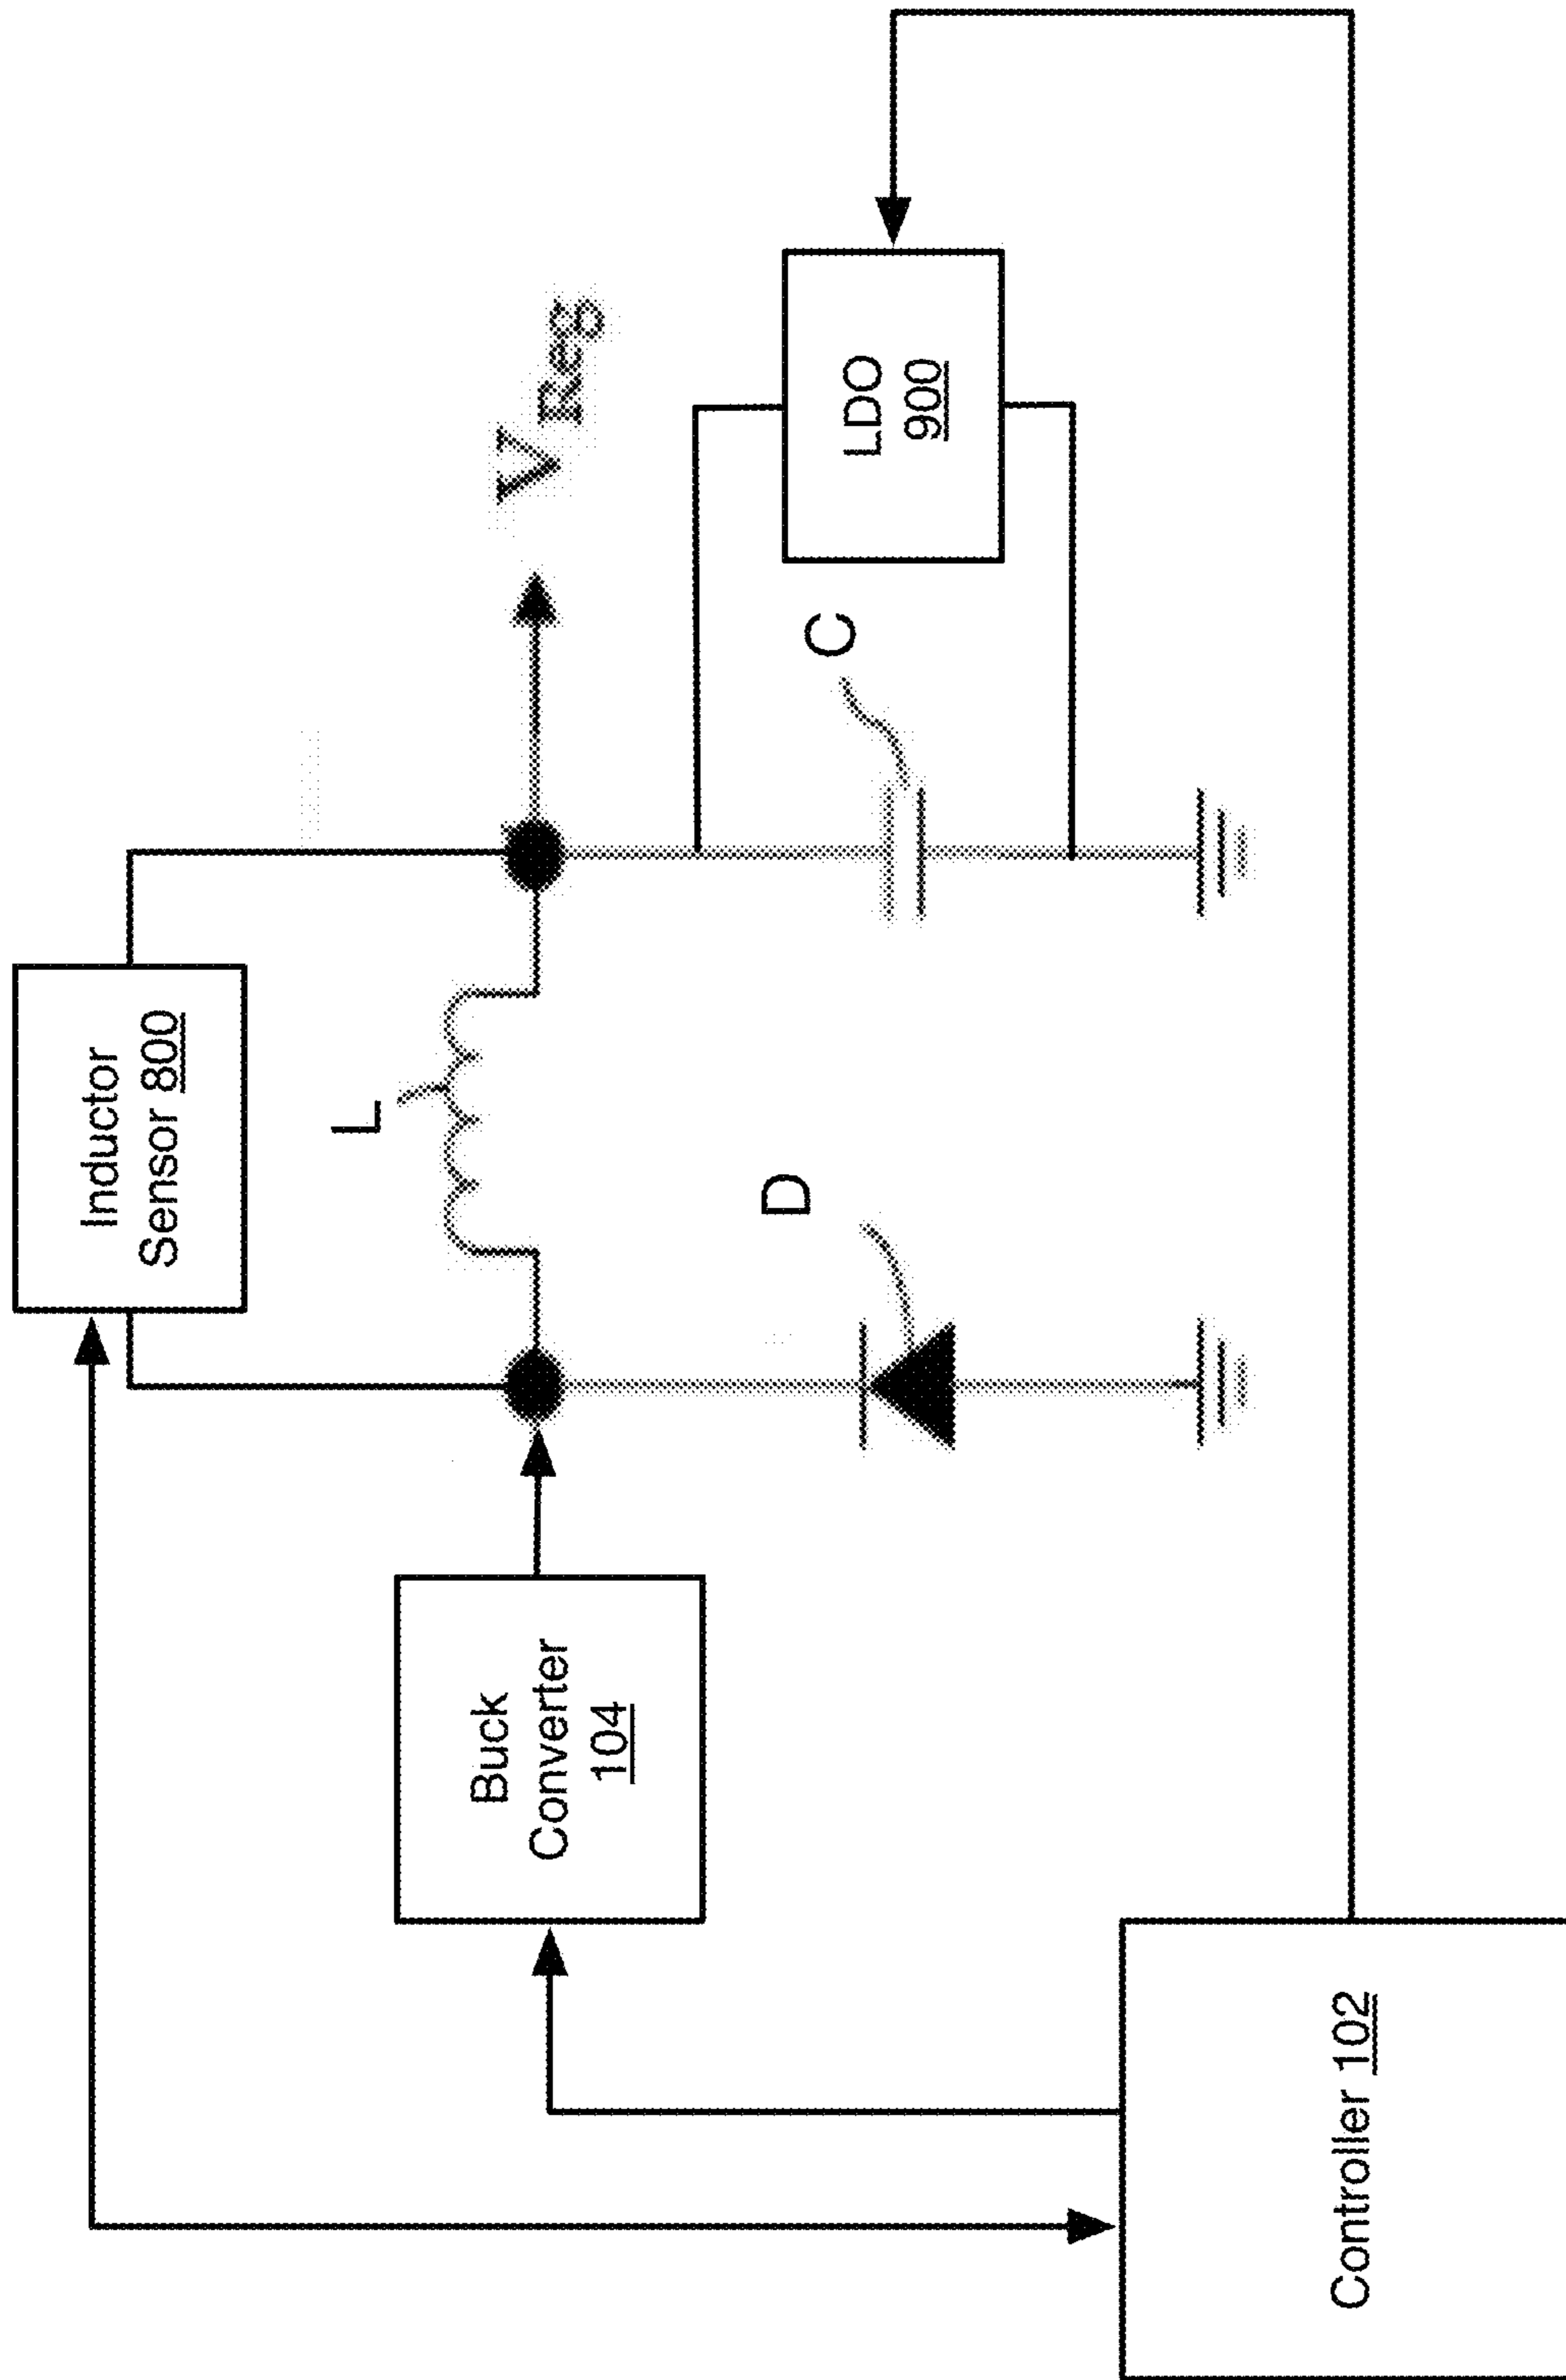 Inductor
Sensor 800
L
V Reg
Buck
Converter
104
D
C
LDO
900
Controller 102